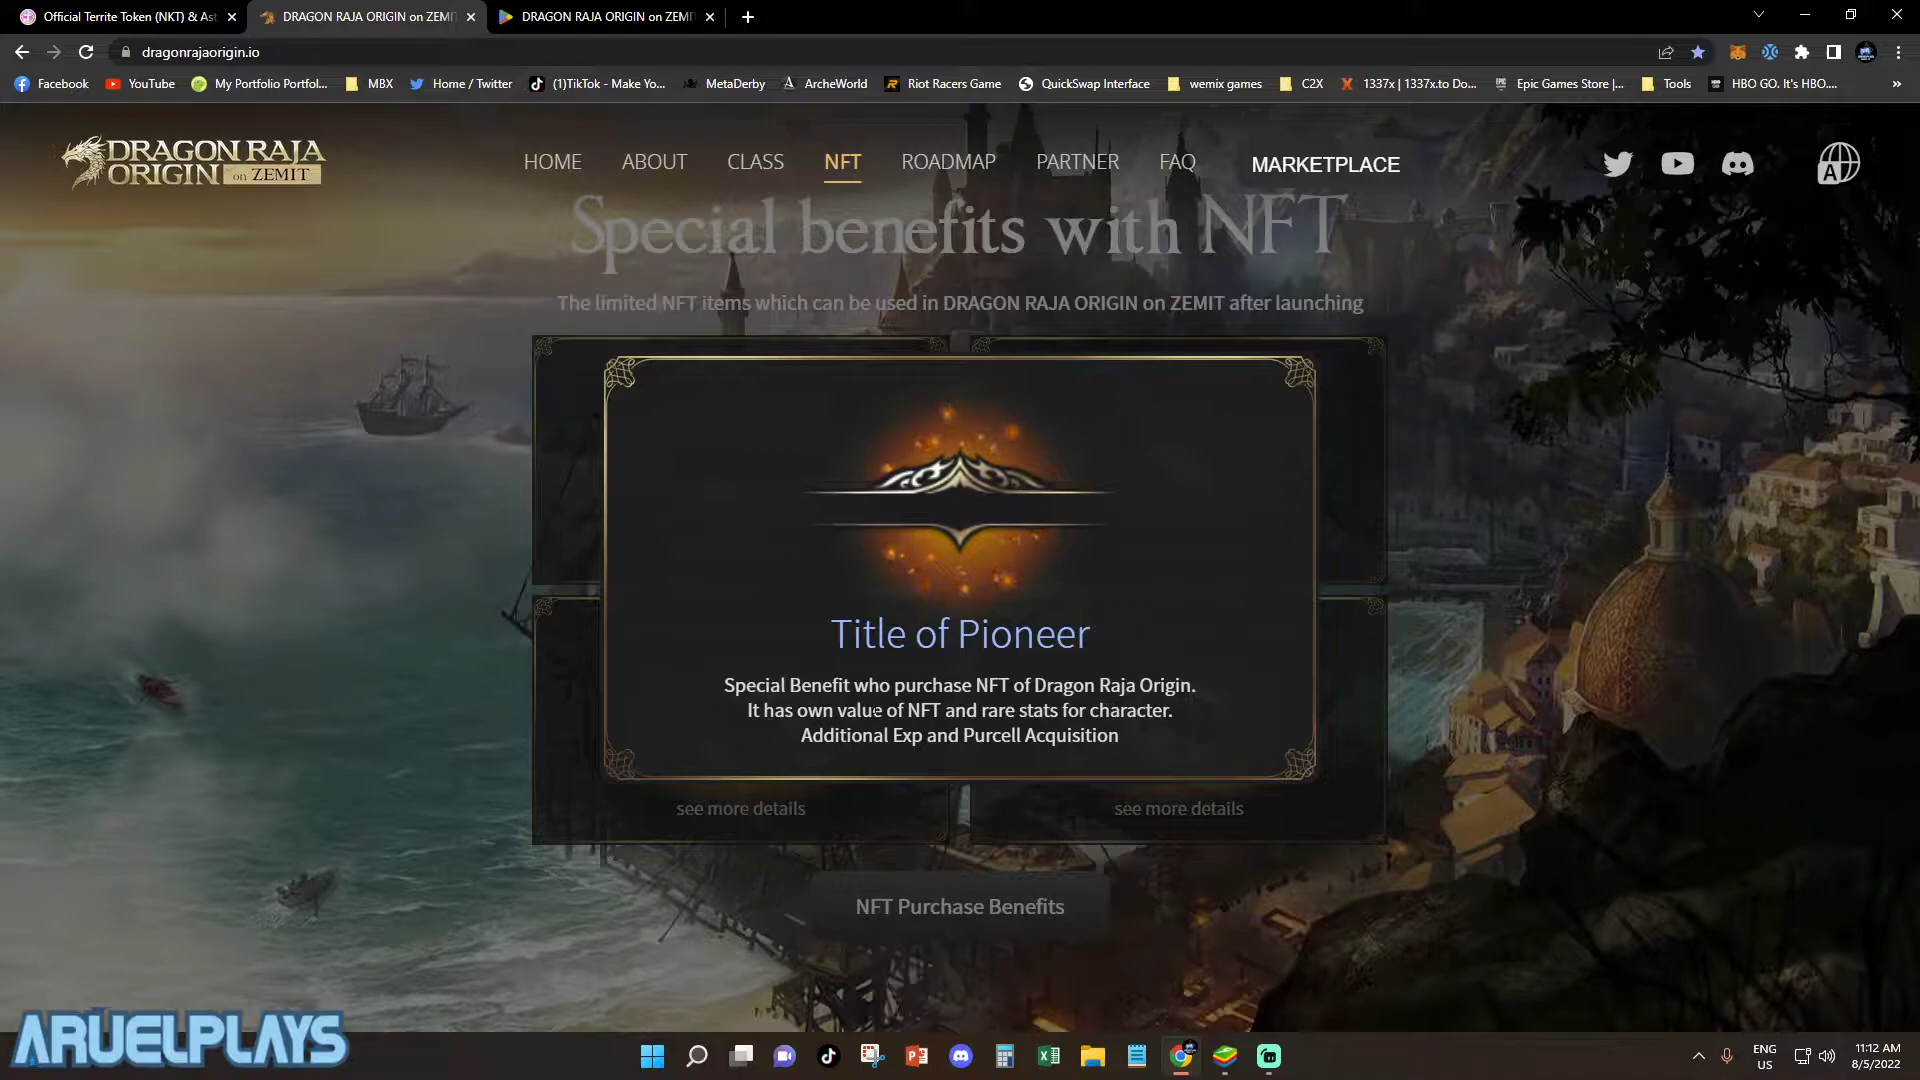 Official Territe Token (NKT) & Ast
DRAGON RAJA ORIGIN on ZEMIT
DRAGON RAJA ORIGIN on ZEMIT
dragonrajaorigin.io
Facebook
YouTube
My Portfolio Portfol...
MBX
Home / Twitter
(1)TikTok - Make Yo...
MetaDerby
ArcheWorld
Riot Racers Game
QuickSwap Interface
wemix games
C2X
1337x | 1337x.to Do...
Epic Games Store |...
Tools
HBO GO. It's HBO....
DRAGON RAJA
ORIGIN on ZEMIT
HOME
ABOUT
CLASS
NFT
ROADMAP
PARTNER
FAQ
MARKETPLACE
Special benefits with NFT
The limited NFT items which can be used in DRAGON RAJA ORIGIN on ZEMIT after launching
Title of Pioneer
Special Benefit who purchase NFT of Dragon Raja Origin.
It has own value of NFT and rare stats for character.
Additional Exp and Purcell Acquisition
see more details
see more details
NFT Purchase Benefits
ARUELPLAYS
ENG
US
11:12 AM
8/5/2022